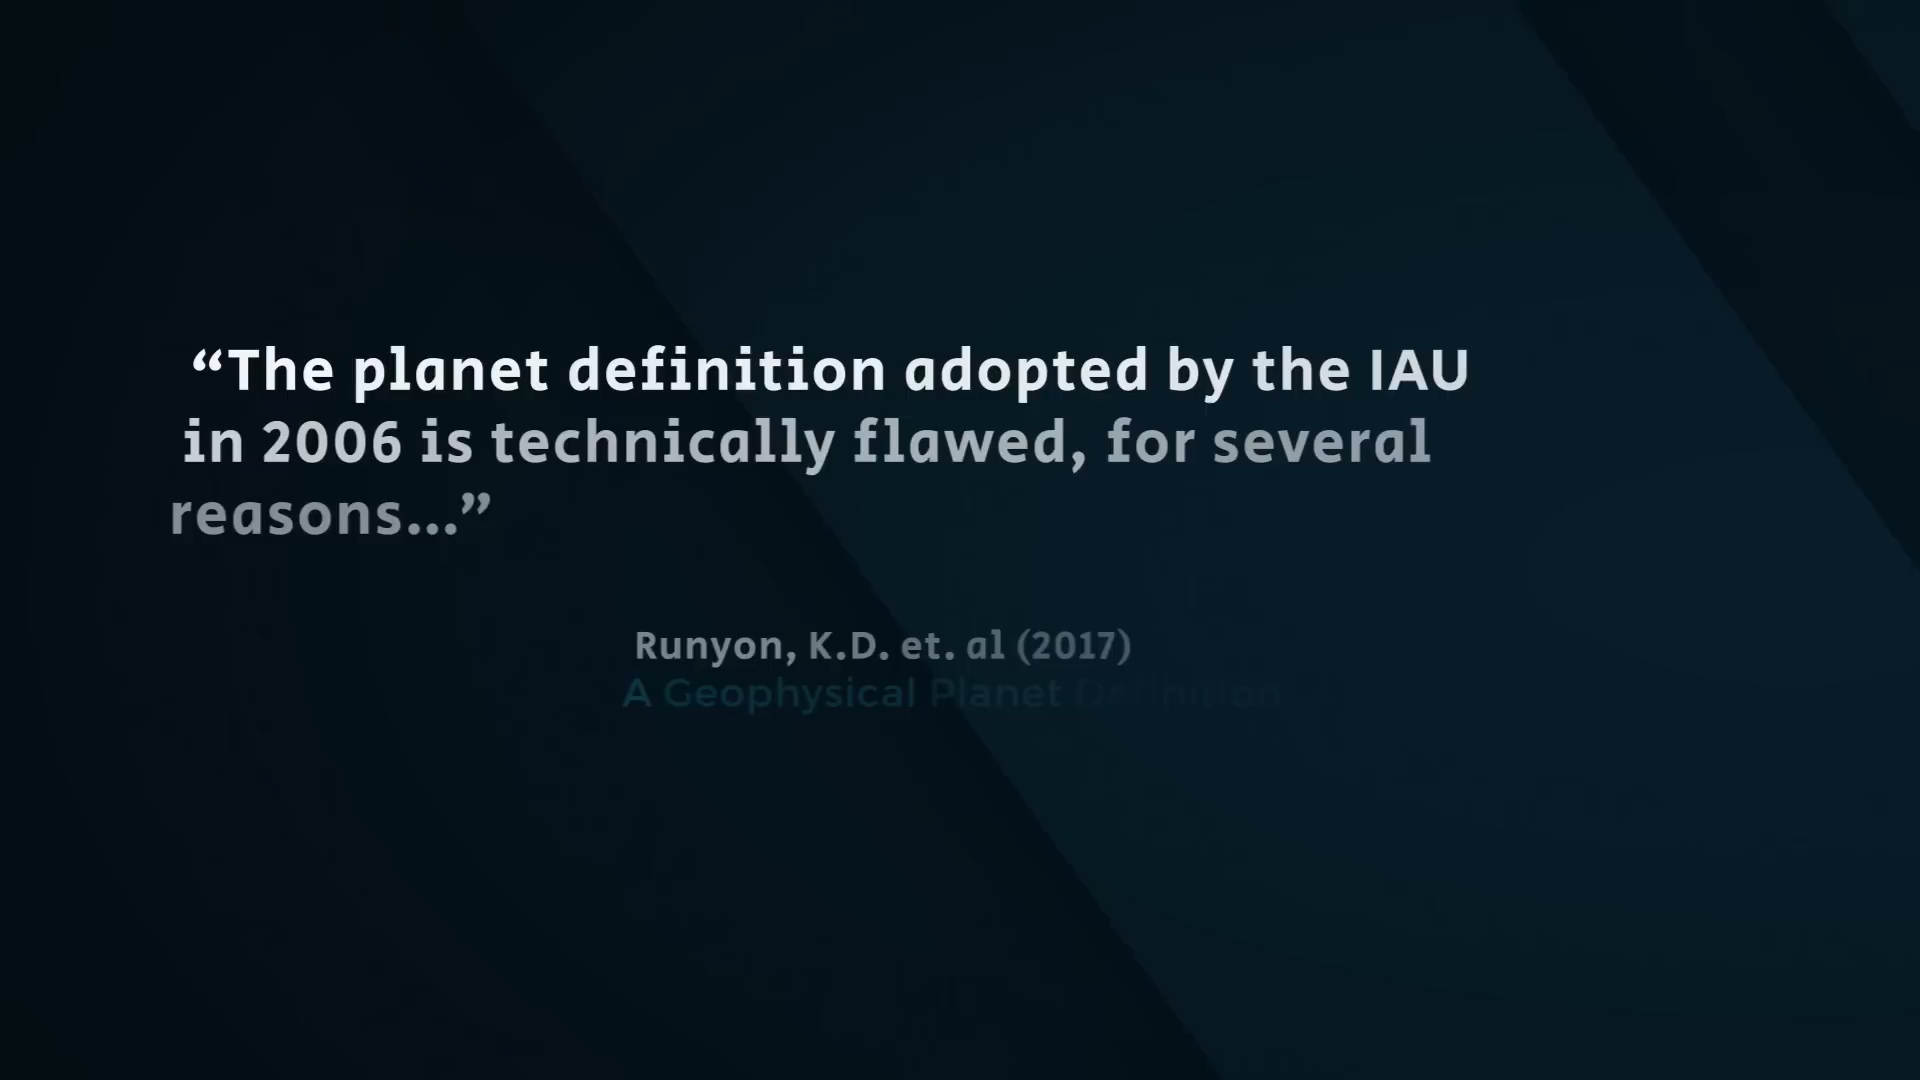 “The planet definition adopted by the IAU
in 2006 is technically flawed, for several
reasons...”
Runyon, K.D. et. al (2017)
A Geophysical Planet Definition